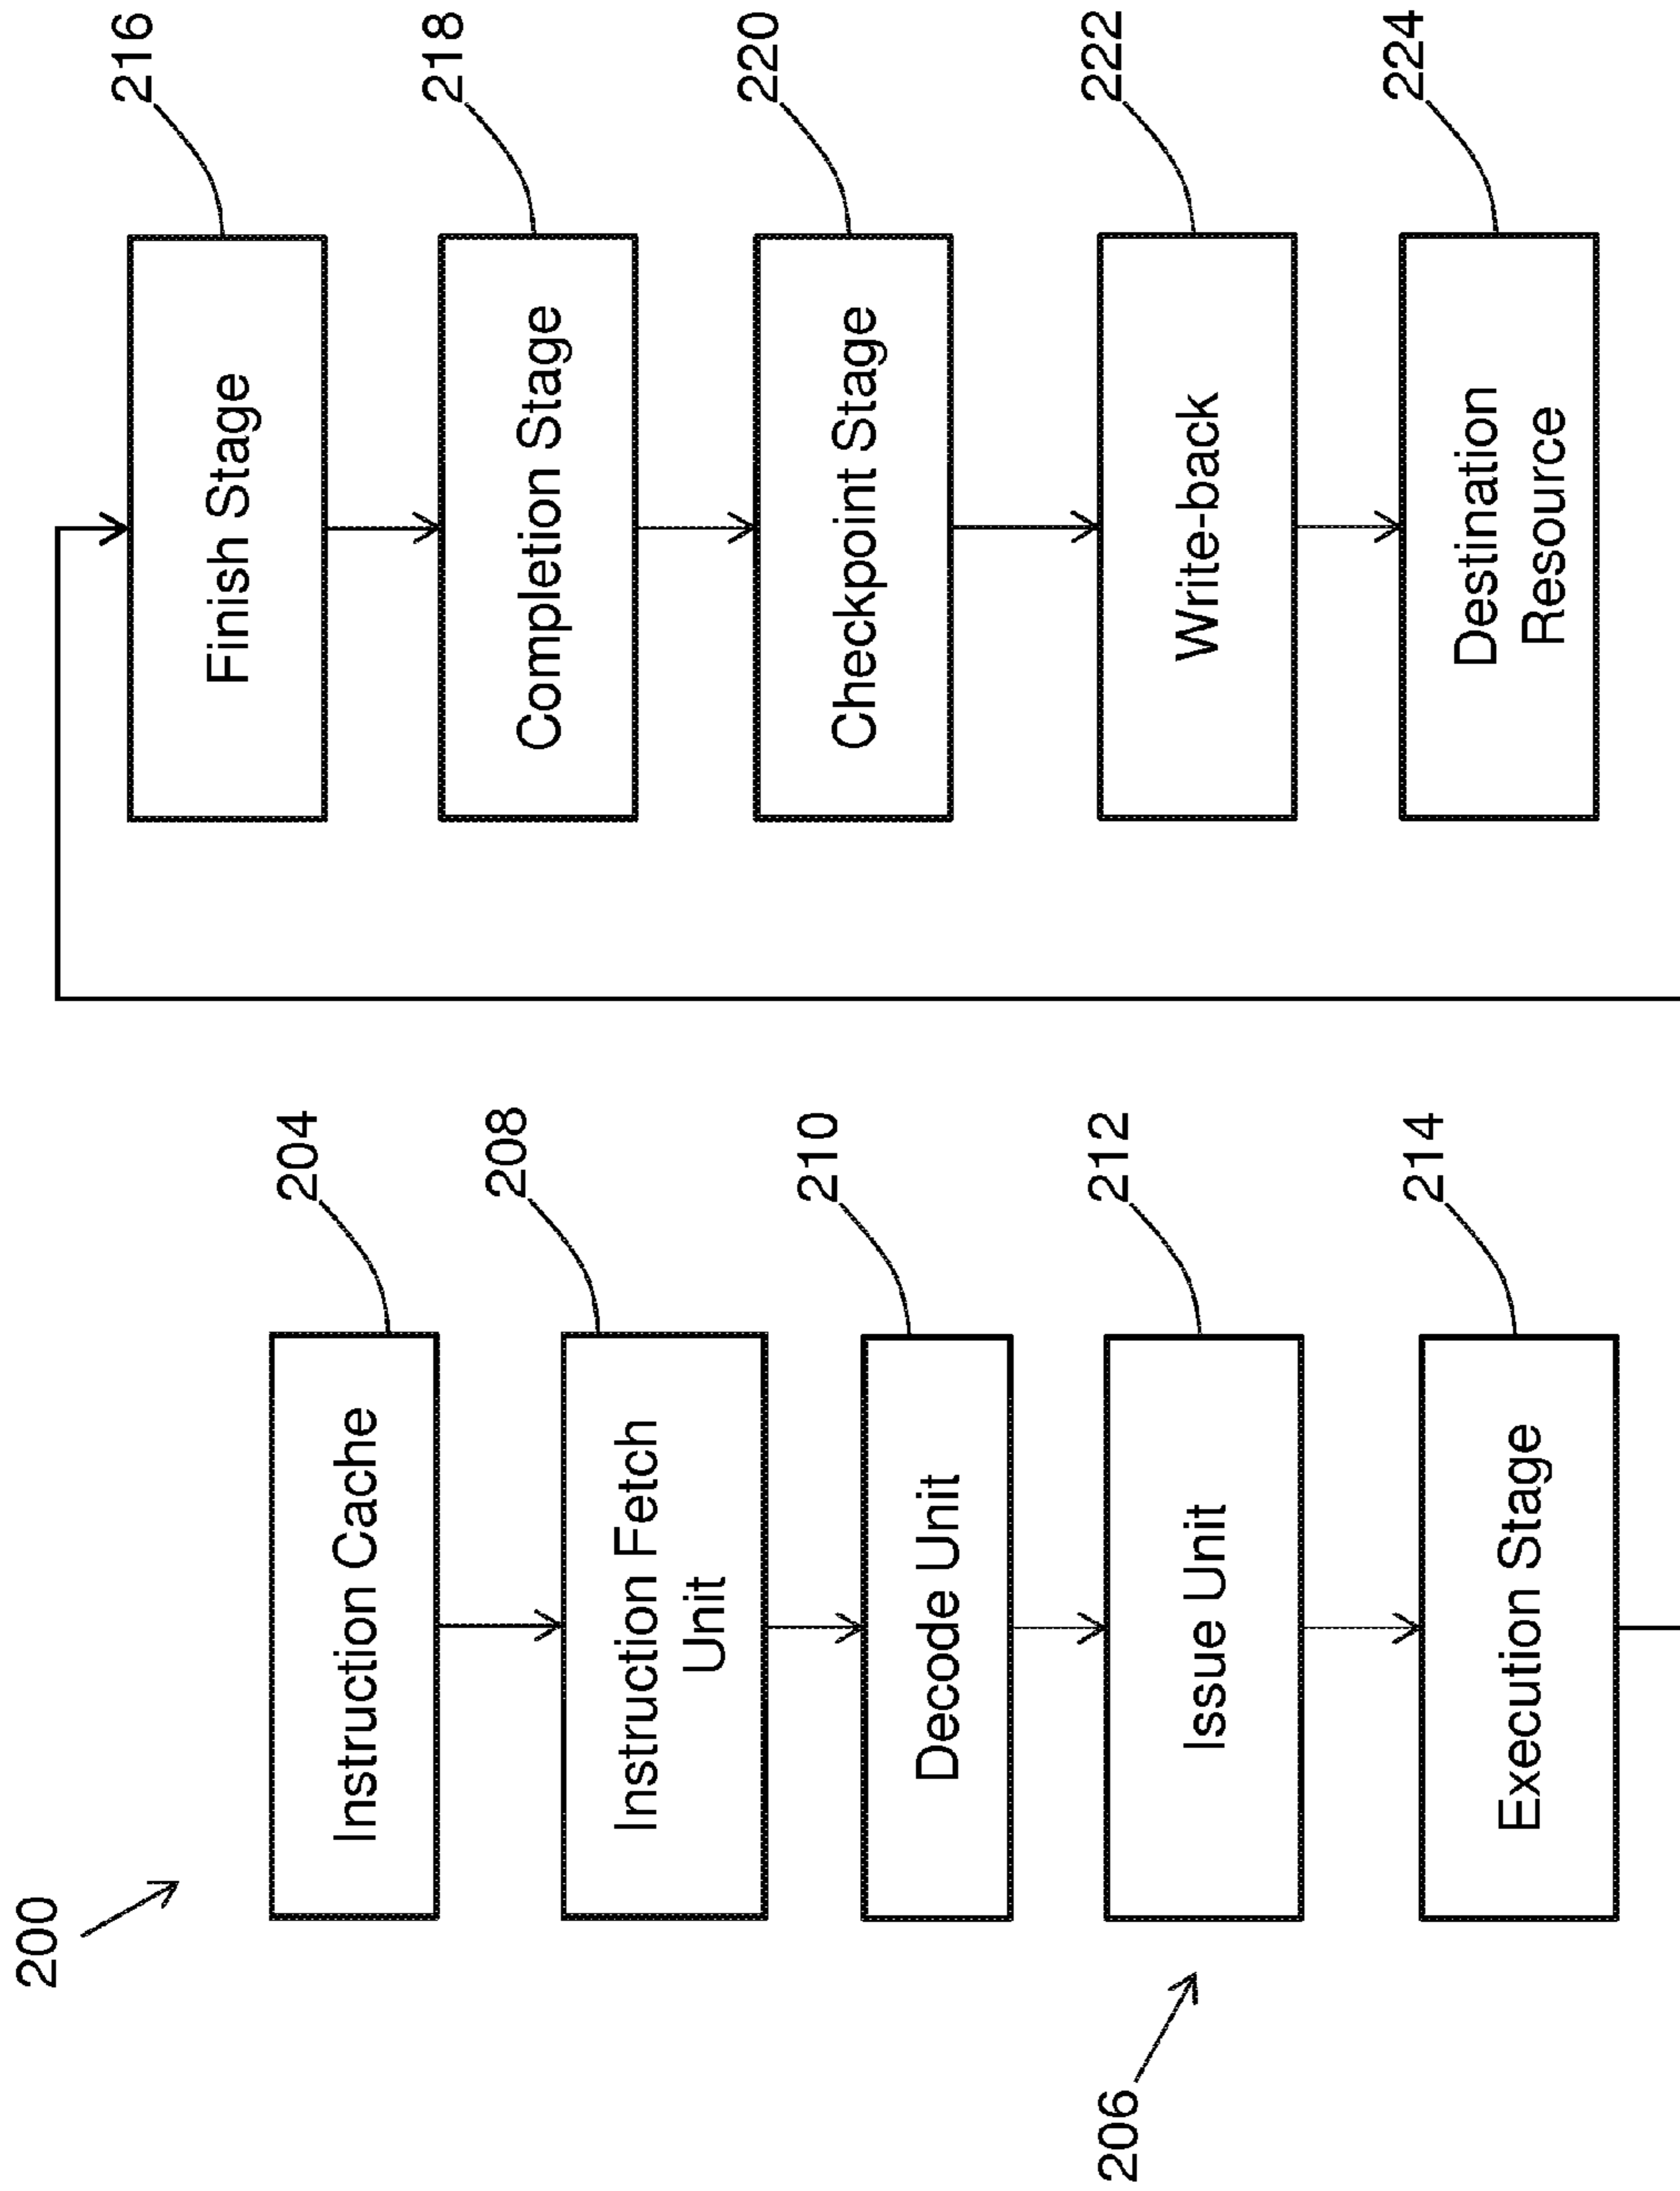 200
Instruction Cache
204
Instruction Fetch
Unit
208
Decode Unit
210
206
Issue Unit
212
Execution Stage
214
Finish Stage
216
Completion Stage
218
Checkpoint Stage
220
Write-back
222
Destination
Resource
224